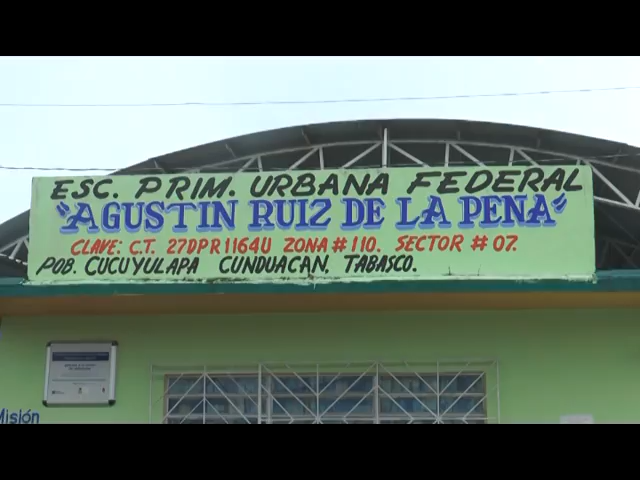 ESC. PRIM. URBANA FEDERAL
"AGUSTIN RUIZ DE LA PEÑA"
CLAVE: C.T. 27DPR1164U ZONA # 110. SECTOR # 07.
POB. CUCUYULAPA CUNDUACAN. TABASCO.
Misión